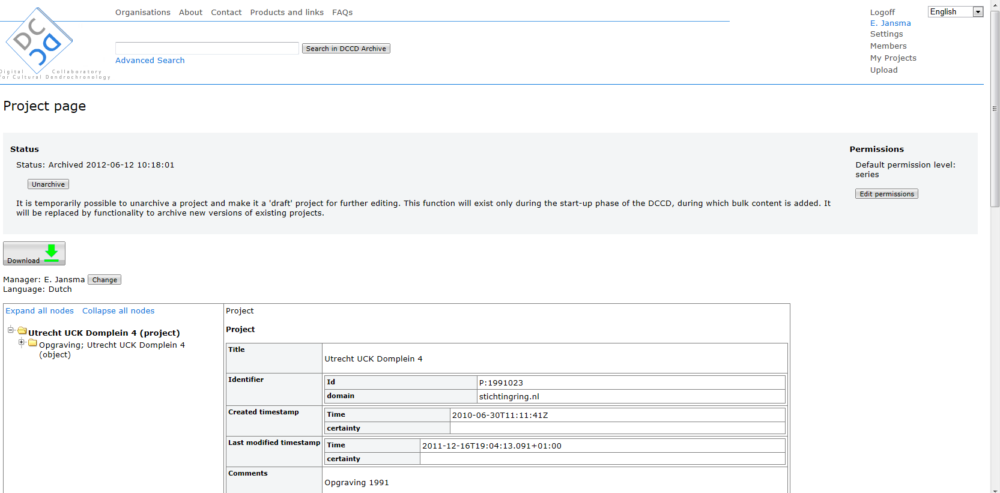 Organisations About Contact Products and links FAQs
Logoff
English
E. Jansma
Settings
Members
My Projects
Upload
DC
DC
Digital Collaboratory
for Cultural Dendrochronology
Search in DCCD Archive
Advanced Search
Project page
Status
Status: Archived 2012-06-12 10:18:01
Unarchive
It is temporarily possible to unarchive a project and make it a 'draft' project for further editing. This function will exist only during the start-up phase of the DCCD, during which bulk content is added. It
will be replaced by functionality to archive new versions of existing projects.
Permissions
Default permission level:
series
Edit permissions
Download
Manager: E. Jansma Change
Language: Dutch
Expand all nodes Collapse all nodes
Utrecht UCK Domplein 4 (project)
Opgraving; Utrecht UCK Domplein 4
(object)
Project
Project
Title
Utrecht UCK Domplein 4
Identifier
Id P:1991023
domain stichtingring.nl
Created timestamp
Time 2010-06-30T11:11:41Z
certainty
Last modified timestamp
Time 2011-12-16T19:04:13.091+01:00
certainty
Comments
Opgraving 1991